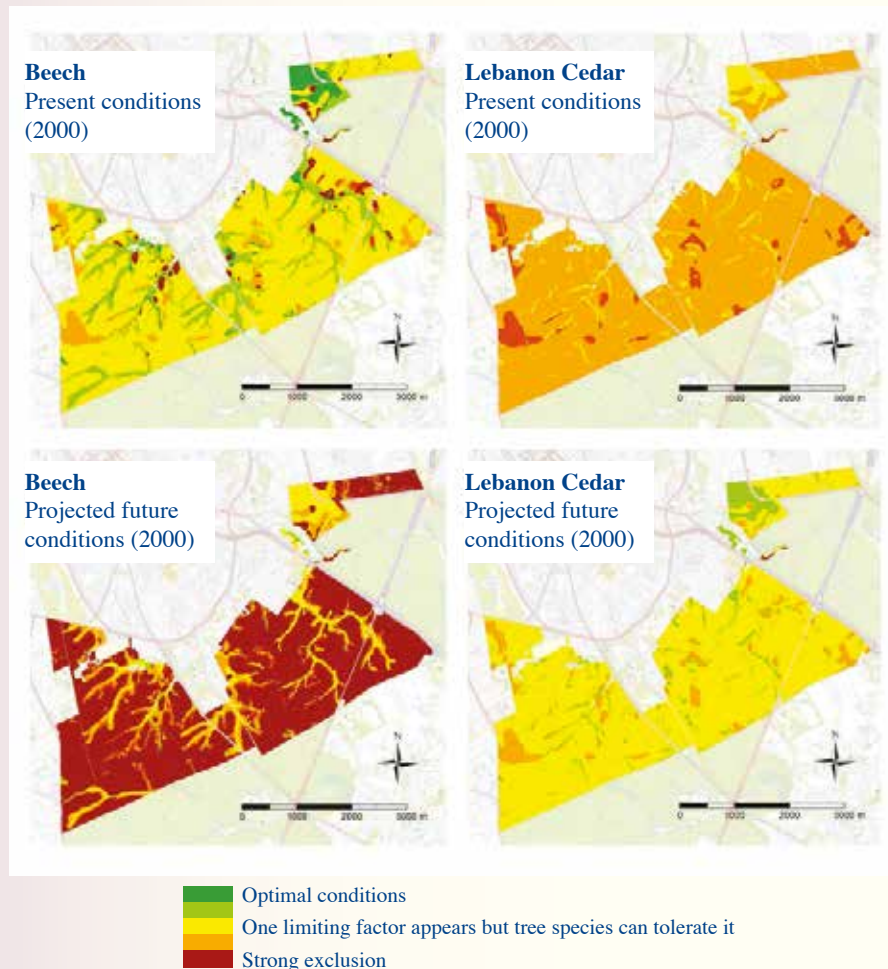 Beech
Present conditions
(2000)
Lebanon Cedar
Present conditions
(2000)
N
0 1000 2000 3000 m
N
0 1000 2000 3000 m
Beech
Projected future
conditions (2000)
Lebanon Cedar
Projected future
conditions (2000)
N
0 1000 2000 3000 m
N
0 1000 2000 3000 m
Optimal conditions
One limiting factor appears but tree species can tolerate it
Strong exclusion